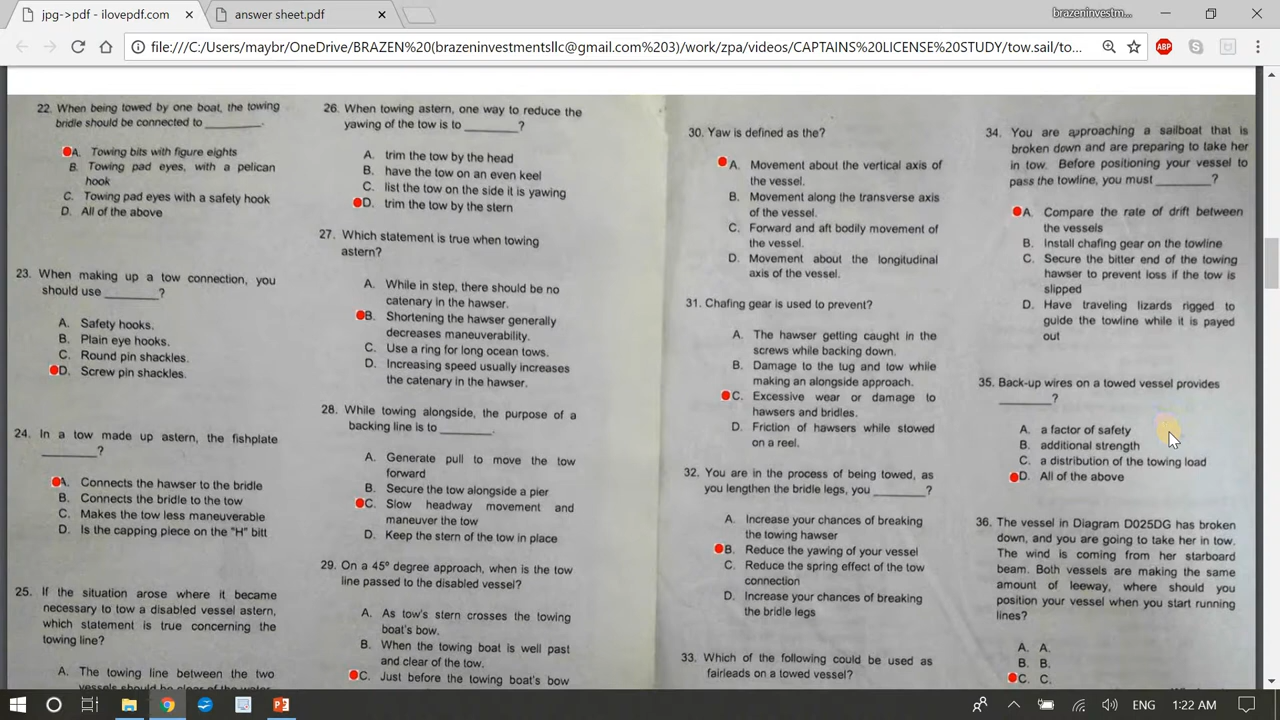 jpg->pdf - ilovepdf.com
answer sheet.pdf
brazeninvestm...
file:///C:/Users/maybr/OneDrive/BRAZEN%20(brazeninvestmentsllc@gmail.com%203)/work/zpa/videos/CAPTAINS%20LICENSE%20STUDY/tow.sail/to...
ABP
22. When being towed by one boat, the towing
bridle should be connected to ________.
A. Towing bits with figure eights
B. Towing pad eyes, with a pelican
hook
C. Towing pad eyes with a safety hook
D. All of the above
23. When making up a tow connection, you
should use ________?
A. Safety hooks.
B. Plain eye hooks.
C. Round pin shackles.
D. Screw pin shackles.
24. In a tow made up astern, the fishplate
________?
A. Connects the hawser to the bridle
B. Connects the bridle to the tow
C. Makes the tow less maneuverable
D. Is the capping piece on the "H" bitt
25. If the situation arose where it became
necessary to tow a disabled vessel astern,
which statement is true concerning the
towing line?
A. The towing line between the two
vessels should be clear of the water
26. When towing astern, one way to reduce the
yawing of the tow is to ________?
A. trim the tow by the head
B. have the tow on an even keel
C. list the tow on the side it is yawing
D. trim the tow by the stern
27. Which statement is true when towing
astern?
A. While in step, there should be no
catenary in the hawser.
B. Shortening the hawser generally
decreases maneuverability.
C. Use a ring for long ocean tows.
D. Increasing speed usually increases
the catenary in the hawser.
28. While towing alongside, the purpose of a
backing line is to ________.
A. Generate pull to move the tow
forward
B. Secure the tow alongside a pier
C. Slow headway movement and
maneuver the tow
D. Keep the stern of the tow in place
29. On a 45º degree approach, when is the tow
line passed to the disabled vessel?
A. As tow's stern crosses the towing
boat's bow.
B. When the towing boat is well past
and clear of the tow.
C. Just before the towing boat's bow
30. Yaw is defined as the?
A. Movement about the vertical axis of
the vessel.
B. Movement along the transverse axis
of the vessel.
C. Forward and aft bodily movement of
the vessel.
D. Movement about the longitudinal
axis of the vessel.
31. Chafing gear is used to prevent?
A. The hawser getting caught in the
screws while backing down.
B. Damage to the tug and tow while
making an alongside approach.
C. Excessive wear or damage to
hawsers and bridles.
D. Friction of hawsers while stowed
on a reel.
32. You are in the process of being towed, as
you lengthen the bridle legs, you ________?
A. Increase your chances of breaking
the towing hawser
B. Reduce the yawing of your vessel
C. Reduce the spring effect of the tow
connection
D. Increase your chances of breaking
the bridle legs
33. Which of the following could be used as
fairleads on a towed vessel?
34. You are approaching a sailboat that is
broken down and are preparing to take her
in tow. Before positioning your vessel to
pass the towline, you must ________?
A. Compare the rate of drift between
the vessels
B. Install chafing gear on the towline
C. Secure the bitter end of the towing
hawser to prevent loss if the tow is
slipped
D. Have traveling lizards rigged to
guide the towline while it is payed
out
35. Back-up wires on a towed vessel provides
________?
A. a factor of safety
B. additional strength
C. a distribution of the towing load
D. All of the above
36. The vessel in Diagram D025DG has broken
down, and you are going to take her in tow.
The wind is coming from her starboard
beam. Both vessels are making the same
amount of leeway, where should you
position your vessel when you start running
lines?
A. A.
B. B.
C. C.
ENG
1:22 AM